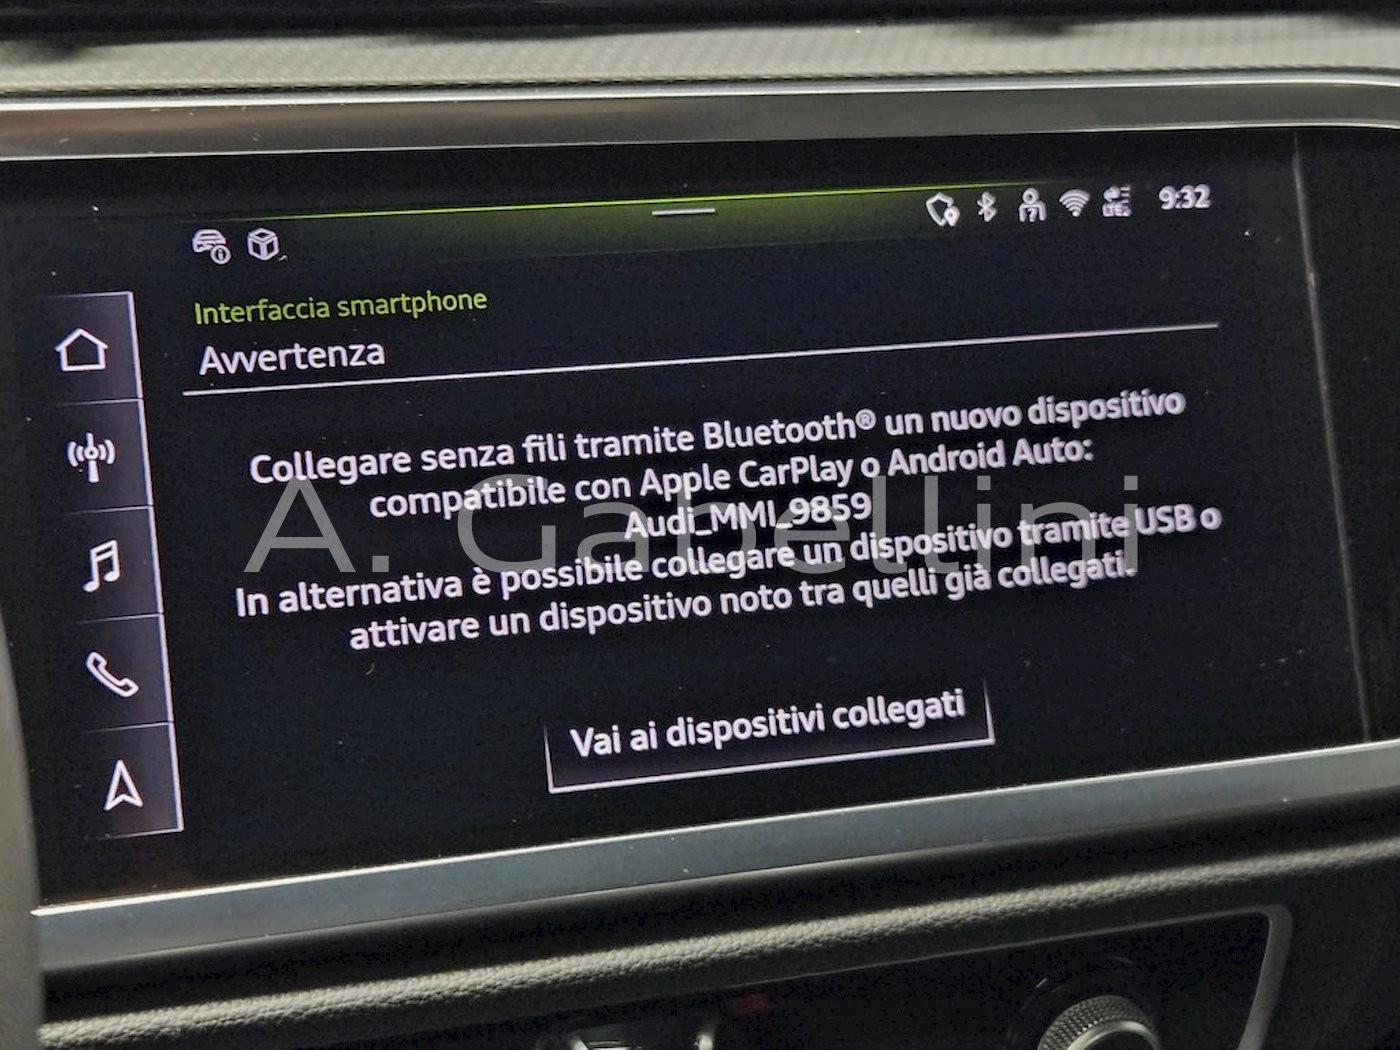 9:32
Interfaccia smartphone
Avvertenza
Collegare senza fili tramite Bluetooth® un nuovo dispositivo
compatibile con Apple CarPlay o Android Auto:
Audi_MMI_9859
In alternativa è possibile collegare un dispositivo tramite USB o
attivare un dispositivo noto tra quelli già collegati.
Vai ai dispositivi collegati
A. Gabellini